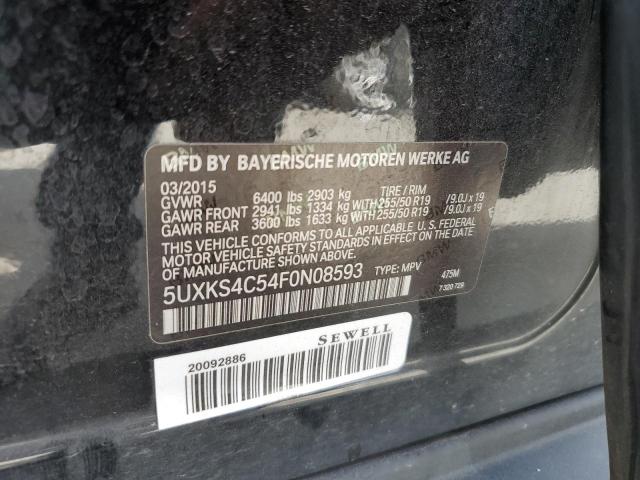 MFD BY BAYERISCHE MOTOREN WERKE AG
03/2015
GVWR 6400 lbs 2903 kg TIRE / RIM
GAWR FRONT 2941 lbs 1334 kg WITH 255/50 R19 /9.0J x 19
GAWR REAR 3600 lbs 1633 kg WITH 255/50 R19 /9.0J x 19
THIS VEHICLE CONFORMS TO ALL APPLICABLE U. S. FEDERAL
MOTOR VEHICLE SAFETY STANDARDS IN EFFECT ON THE DATE OF
MANUFACTURE SHOWN ABOVE.
5UXKS4C54F0N08593 TYPE: MPV 475M
7 320 729
SEWELL
20092886